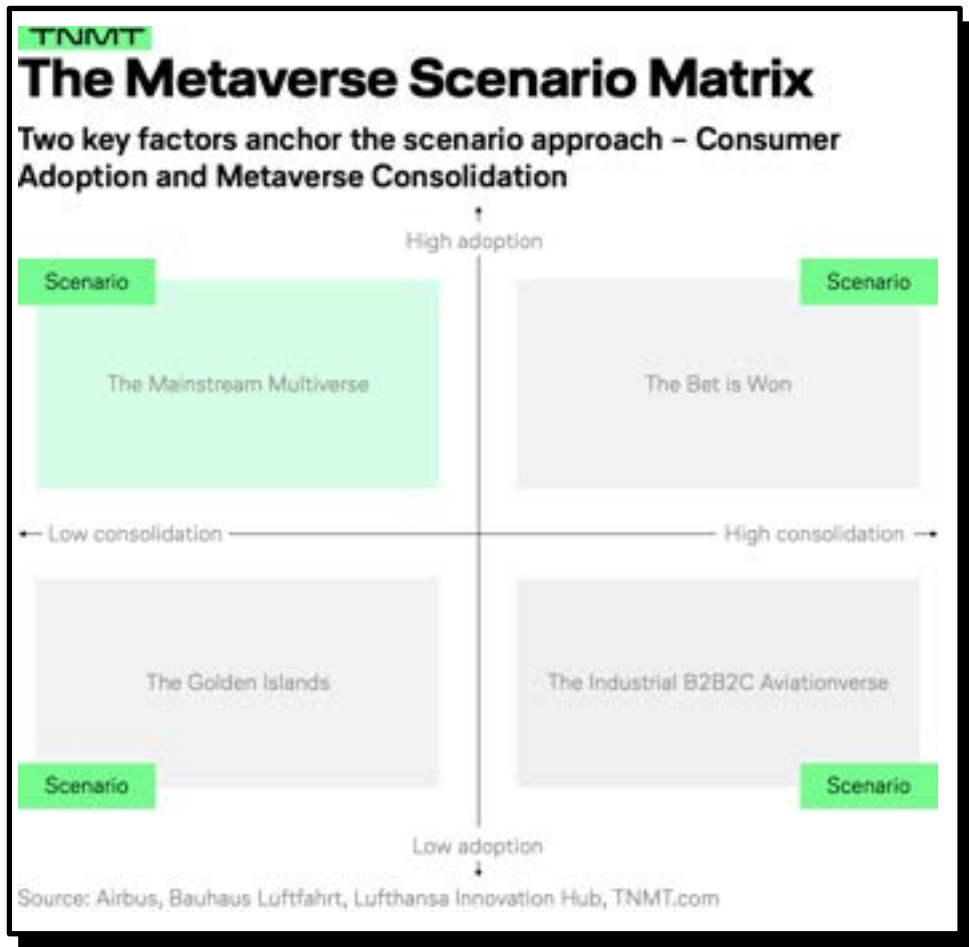 TNMT
The Metaverse Scenario Matrix
Two key factors anchor the scenario approach – Consumer
Adoption and Metaverse Consolidation
High adoption
Scenario
Scenario
The Mainstream Multiverse
The Bet is Won
Low consolidation
High consolidation
The Golden Islands
The Industrial B2B2C Aviationverse
Scenario
Scenario
Low adoption
Source: Airbus, Bauhaus Luftfahrt, Lufthansa Innovation Hub, TNMT.com